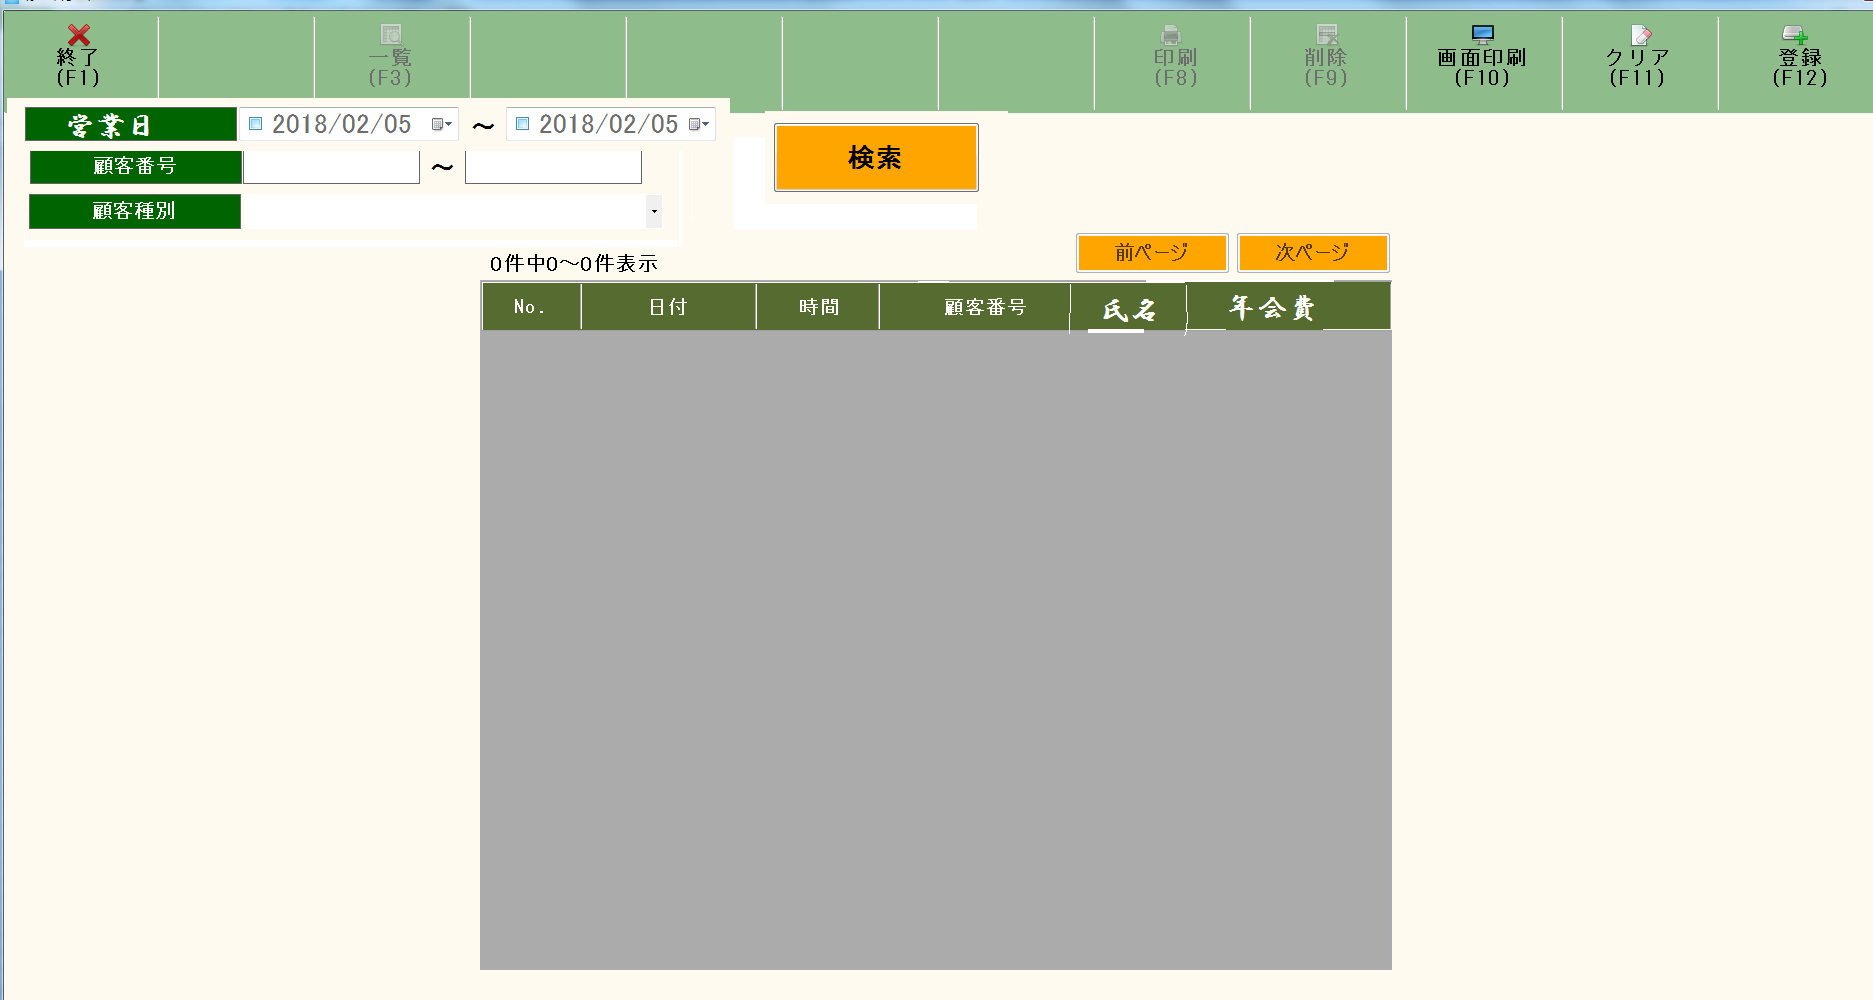 終了
(F1)
一覧
(F3)
印刷
(F8)
削除
(F9)
画面印刷
(F10)
クリア
(F11)
登録
(F12)
営業日 2018/02/05 ～ 2018/02/05
顧客番号 ～
検索
顧客種別
前ページ 次ページ
0件中0～0件表示
No. 日付 時間 顧客番号 氏名 年会費